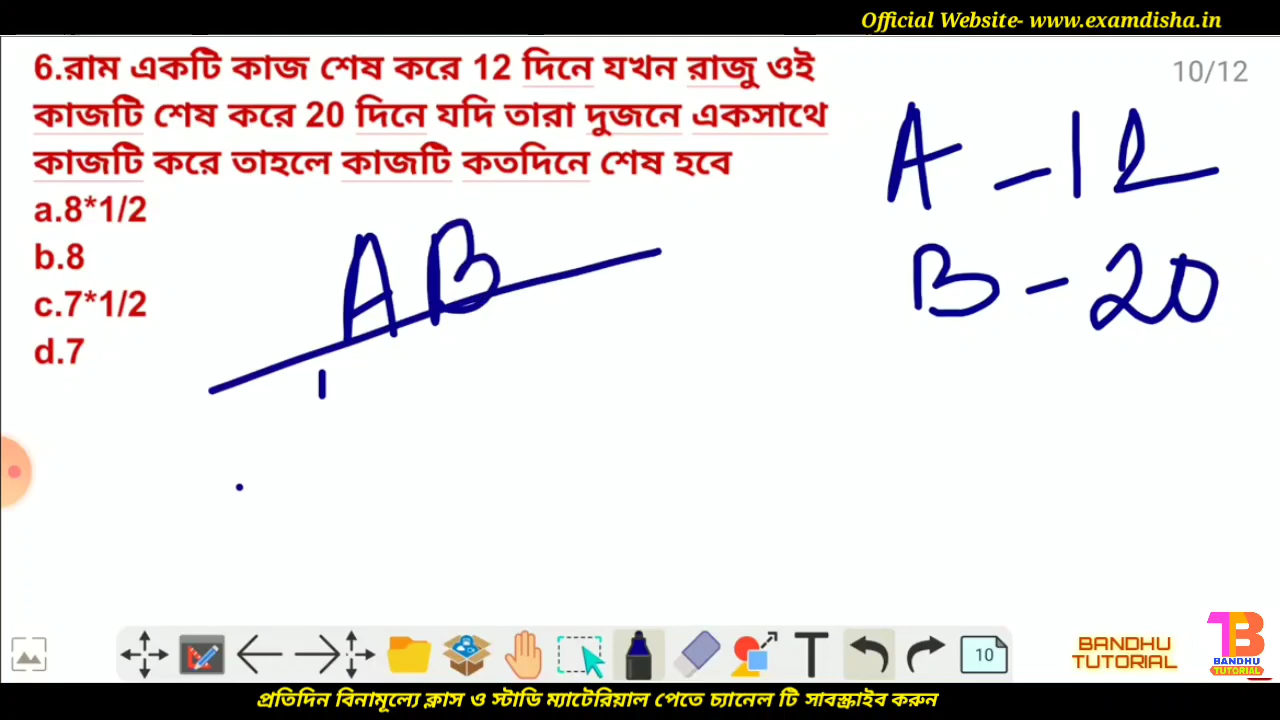 Official Website- www.examdisha.in
6.রাম একটি কাজ শেষ করে 12 দিনে যখন রাজু ওই
কাজটি শেষ করে 20 দিনে যদি তারা দুজনে একসাথে
কাজটি করে তাহলে কাজটি কতদিনে শেষ হবে
10/12
a.8*1/2
b.8
c.7*1/2
d.7
A - 12
B - 20
A B
1
T
10
BANDHU
TUTORIAL
TB
BANDHU
TUTORIAL
প্রতিদিন বিনামূল্যে ক্লাস ও স্টাডি ম্যাটেরিয়াল পেতে চ্যানেল টি সাবস্ক্রাইব করুন